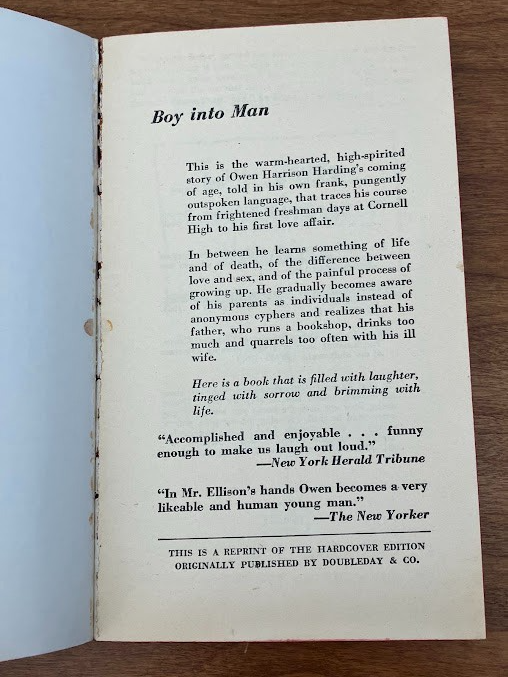 Boy into Man
This is the warm-hearted, high-spirited
story of Owen Harrison Harding's coming
of age, told in his own frank, pungently
outspoken language, that traces his course
from frightened freshman days at Cornell
High to his first love affair.
In between he learns something of life
and of death, of the difference between
love and sex, and of the painful process of
growing up. He gradually becomes aware
of his parents as individuals instead of
anonymous cyphers and realizes that his
father, who runs a bookshop, drinks too
much and quarrels too often with his ill
wife.
Here is a book that is filled with laughter,
tinged with sorrow and brimming with
life.
"Accomplished and enjoyable . . . funny
enough to make us laugh out loud."
—New York Herald Tribune
"In Mr. Ellison's hands Owen becomes a very
likeable and human young man."
—The New Yorker
THIS IS A REPRINT OF THE HARDCOVER EDITION
ORIGINALLY PUBLISHED BY DOUBLEDAY & CO.